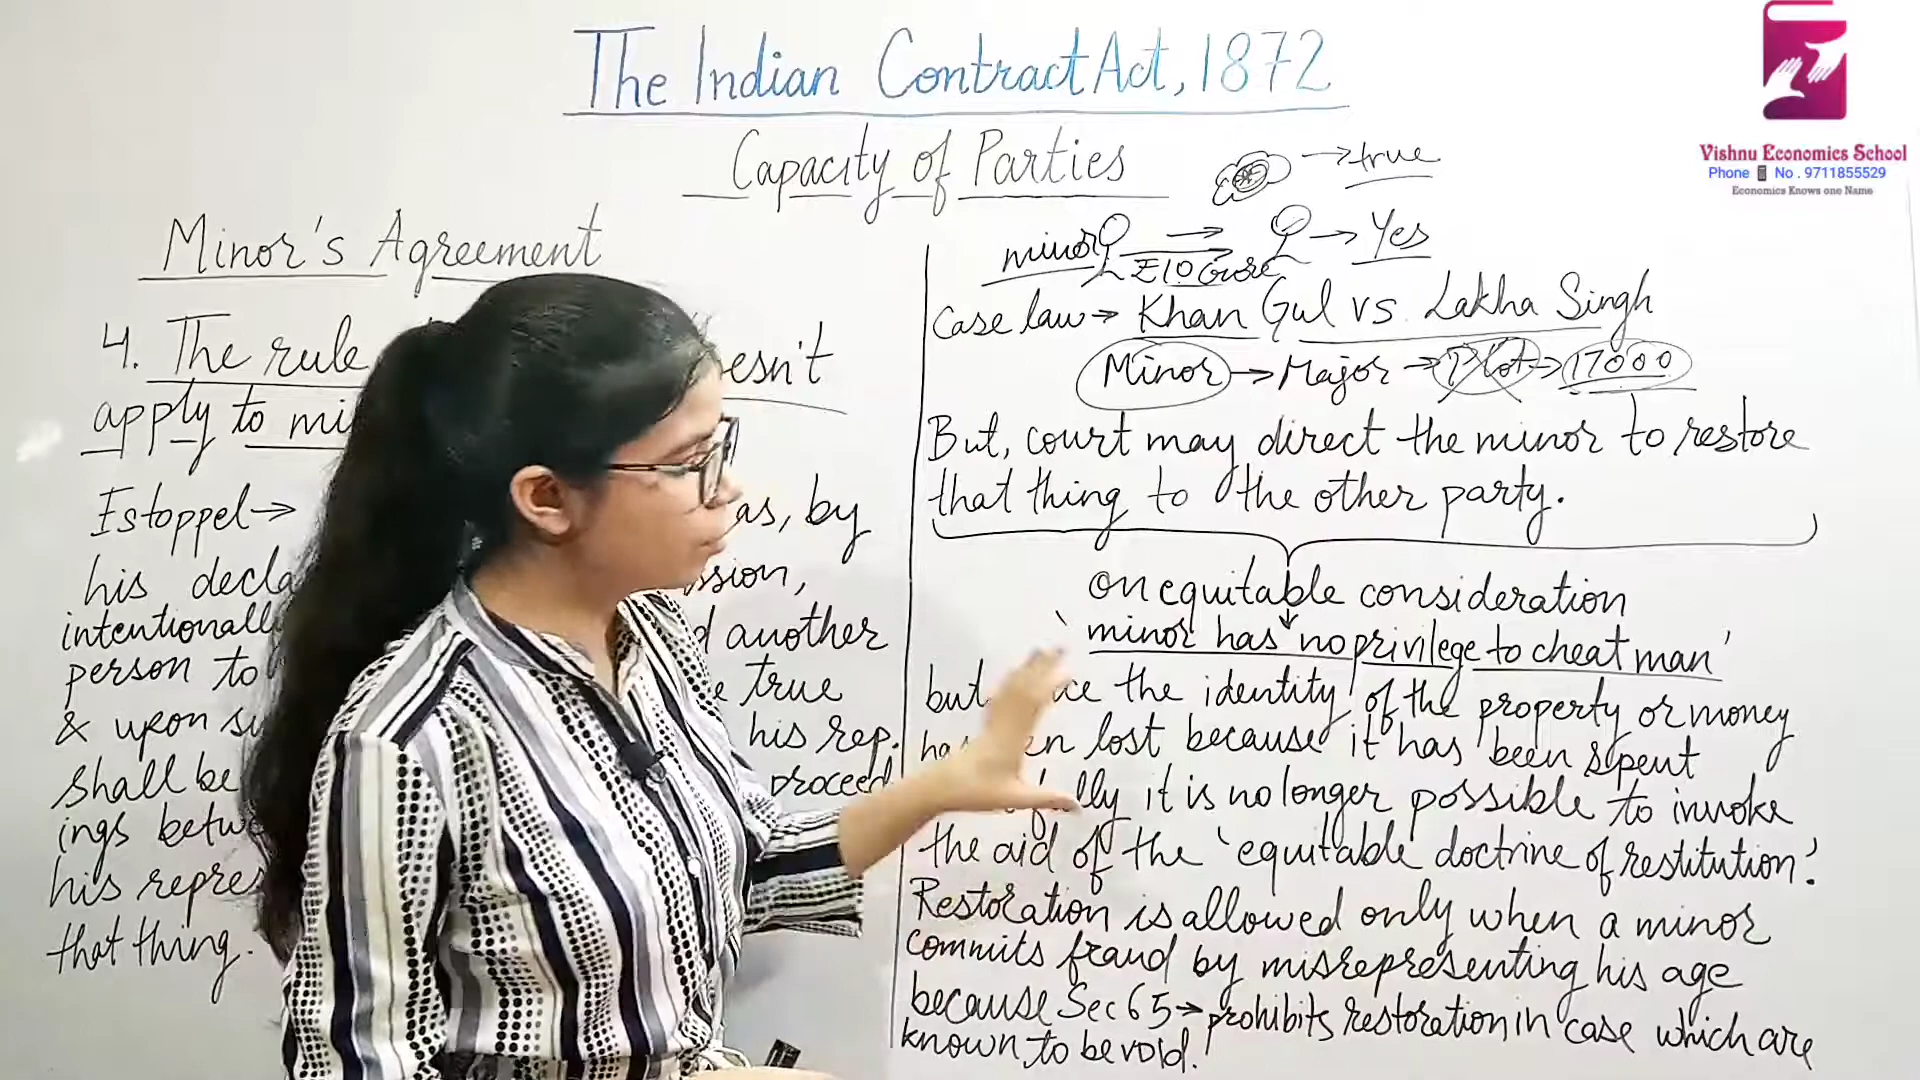 The Indian Contract Act, 1872
Capacity of Parties
→ true
Minor's Agreement
4. The rule esn't
apply to mi
Estoppel→ as, by
his decla ssion,
intentionall d another
person to e true
& upon su his rep.
shall be proceed
ings betw
his repres
that thing.
minor → → Yes
₹10 Crore
Case law→ Khan Gul vs. Lakha Singh
Minor → Major → Plot → 17000
But, court may direct the minor to restore
that thing to the other party.
on equitable consideration
'minor has no privilege to cheat man'
but the identity of the property or money
lost because it has been spent
it is no longer possible to invoke
the aid of the 'equitable doctrine of restitution.'
Restoration is allowed only when a minor
commits fraud by misrepresenting his age
because Sec 65→ prohibits restoration in case which are
known to be void.
Vishnu Economics School
Phone No. 9711855529
Economics Knows one Name